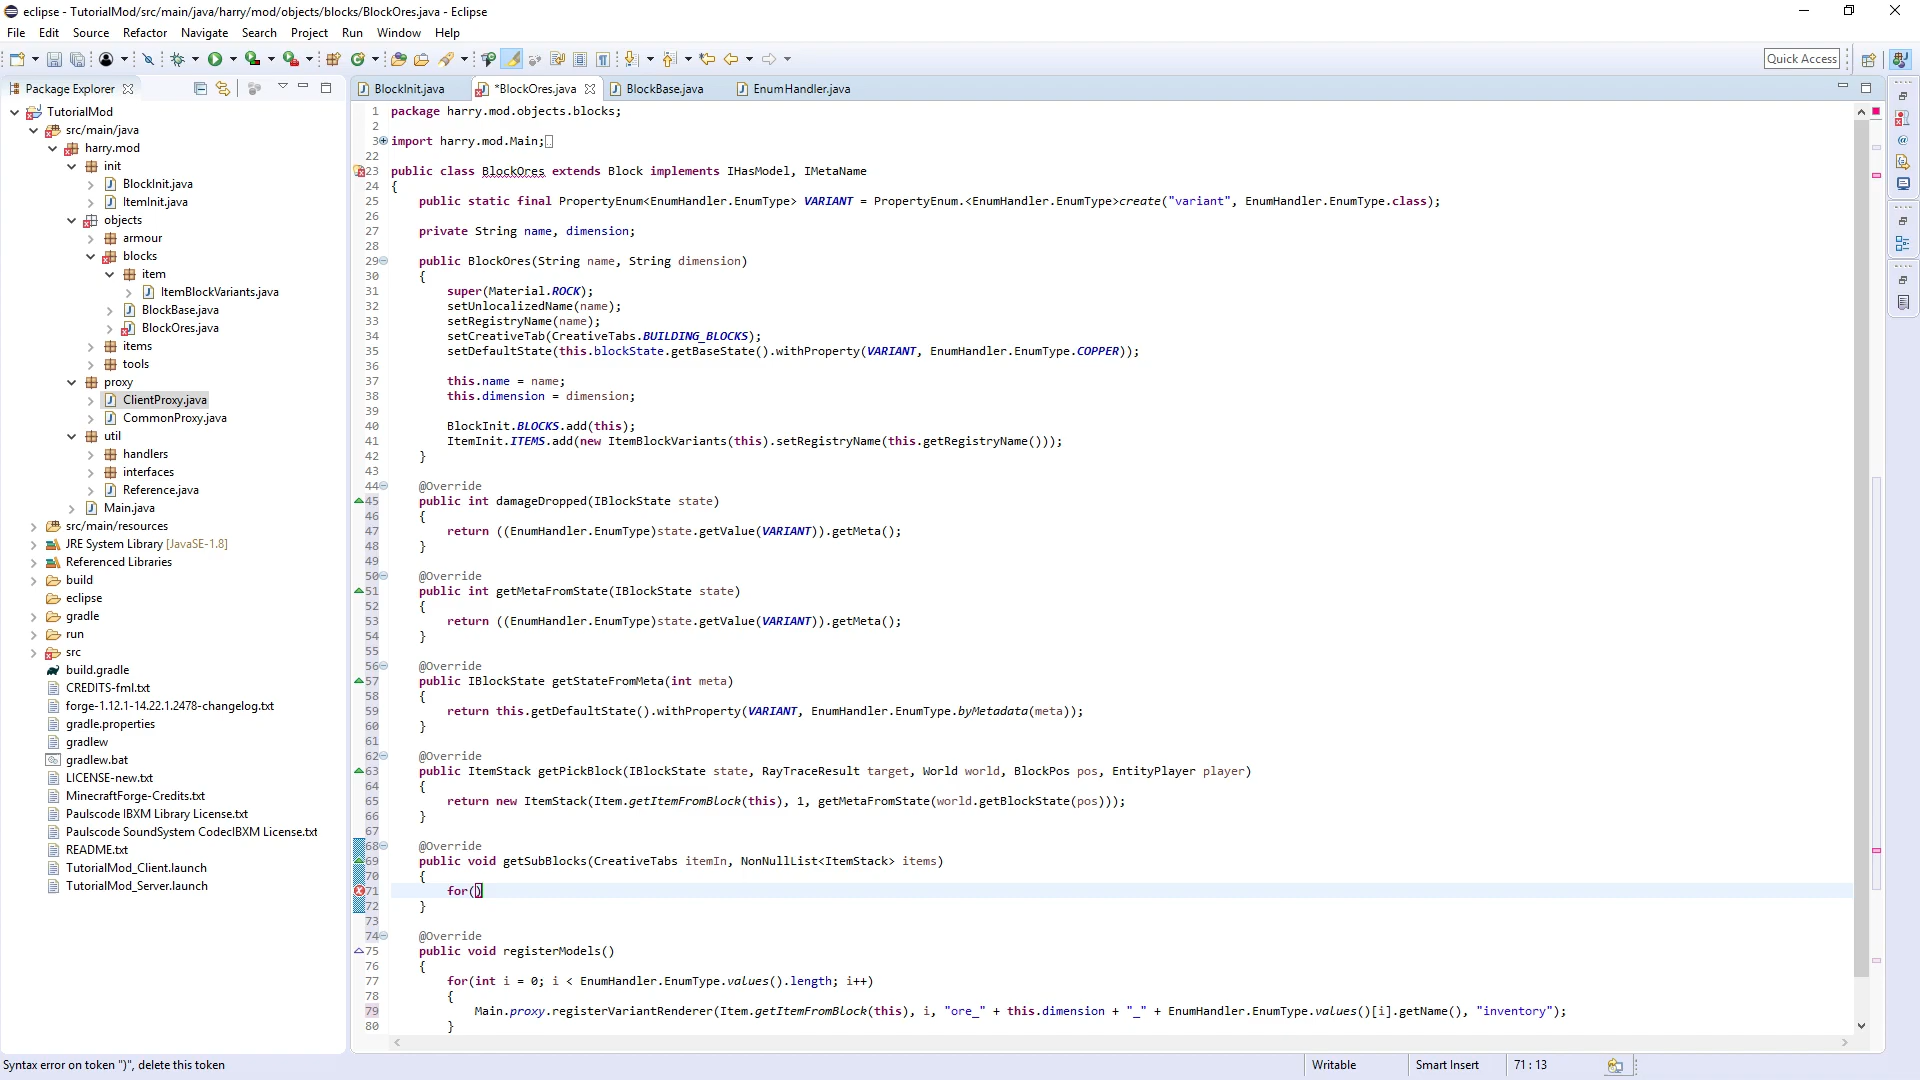 eclipse - TutorialMod/src/main/java/harry/mod/objects/blocks/BlockOres.java - Eclipse
File Edit Source Refactor Navigate Search Project Run Window Help
Quick Access
Package Explorer
TutorialMod
src/main/java
harry.mod
init
BlockInit.java
ItemInit.java
objects
armour
blocks
item
ItemBlockVariants.java
BlockBase.java
BlockOres.java
items
tools
proxy
ClientProxy.java
CommonProxy.java
util
handlers
interfaces
Reference.java
Main.java
src/main/resources
JRE System Library [JavaSE-1.8]
Referenced Libraries
build
eclipse
gradle
run
src
build.gradle
CREDITS-fml.txt
forge-1.12.1-14.22.1.2478-changelog.txt
gradle.properties
gradlew
gradlew.bat
LICENSE-new.txt
MinecraftForge-Credits.txt
Paulscode IBXM Library License.txt
Paulscode SoundSystem CodecIBXM License.txt
README.txt
TutorialMod_Client.launch
TutorialMod_Server.launch
BlockInit.java *BlockOres.java BlockBase.java EnumHandler.java
1 package harry.mod.objects.blocks;
2
3 import harry.mod.Main;
22
23 public class BlockOres extends Block implements IHasModel, IMetaName
24 {
25 public static final PropertyEnum<EnumHandler.EnumType> VARIANT = PropertyEnum.<EnumHandler.EnumType>create("variant", EnumHandler.EnumType.class);
26
27 private String name, dimension;
28
29 public BlockOres(String name, String dimension)
30 {
31 super(Material.ROCK);
32 setUnlocalizedName(name);
33 setRegistryName(name);
34 setCreativeTab(CreativeTabs.BUILDING_BLOCKS);
35 setDefaultState(this.blockState.getBaseState().withProperty(VARIANT, EnumHandler.EnumType.COPPER));
36
37 this.name = name;
38 this.dimension = dimension;
39
40 BlockInit.BLOCKS.add(this);
41 ItemInit.ITEMS.add(new ItemBlockVariants(this).setRegistryName(this.getRegistryName()));
42 }
43
44 @Override
45 public int damageDropped(IBlockState state)
46 {
47 return ((EnumHandler.EnumType)state.getValue(VARIANT)).getMeta();
48 }
49
50 @Override
51 public int getMetaFromState(IBlockState state)
52 {
53 return ((EnumHandler.EnumType)state.getValue(VARIANT)).getMeta();
54 }
55
56 @Override
57 public IBlockState getStateFromMeta(int meta)
58 {
59 return this.getDefaultState().withProperty(VARIANT, EnumHandler.EnumType.byMetadata(meta));
60 }
61
62 @Override
63 public ItemStack getPickBlock(IBlockState state, RayTraceResult target, World world, BlockPos pos, EntityPlayer player)
64 {
65 return new ItemStack(Item.getItemFromBlock(this), 1, getMetaFromState(world.getBlockState(pos)));
66 }
67
68 @Override
69 public void getSubBlocks(CreativeTabs itemIn, NonNullList<ItemStack> items)
70 {
71 for()
72 }
73
74 @Override
75 public void registerModels()
76 {
77 for(int i = 0; i < EnumHandler.EnumType.values().length; i++)
78 {
79 Main.proxy.registerVariantRenderer(Item.getItemFromBlock(this), i, "ore_" + this.dimension + "_" + EnumHandler.EnumType.values()[i].getName(), "inventory");
80 }
Syntax error on token ")", delete this token
Writable
Smart Insert
71 : 13